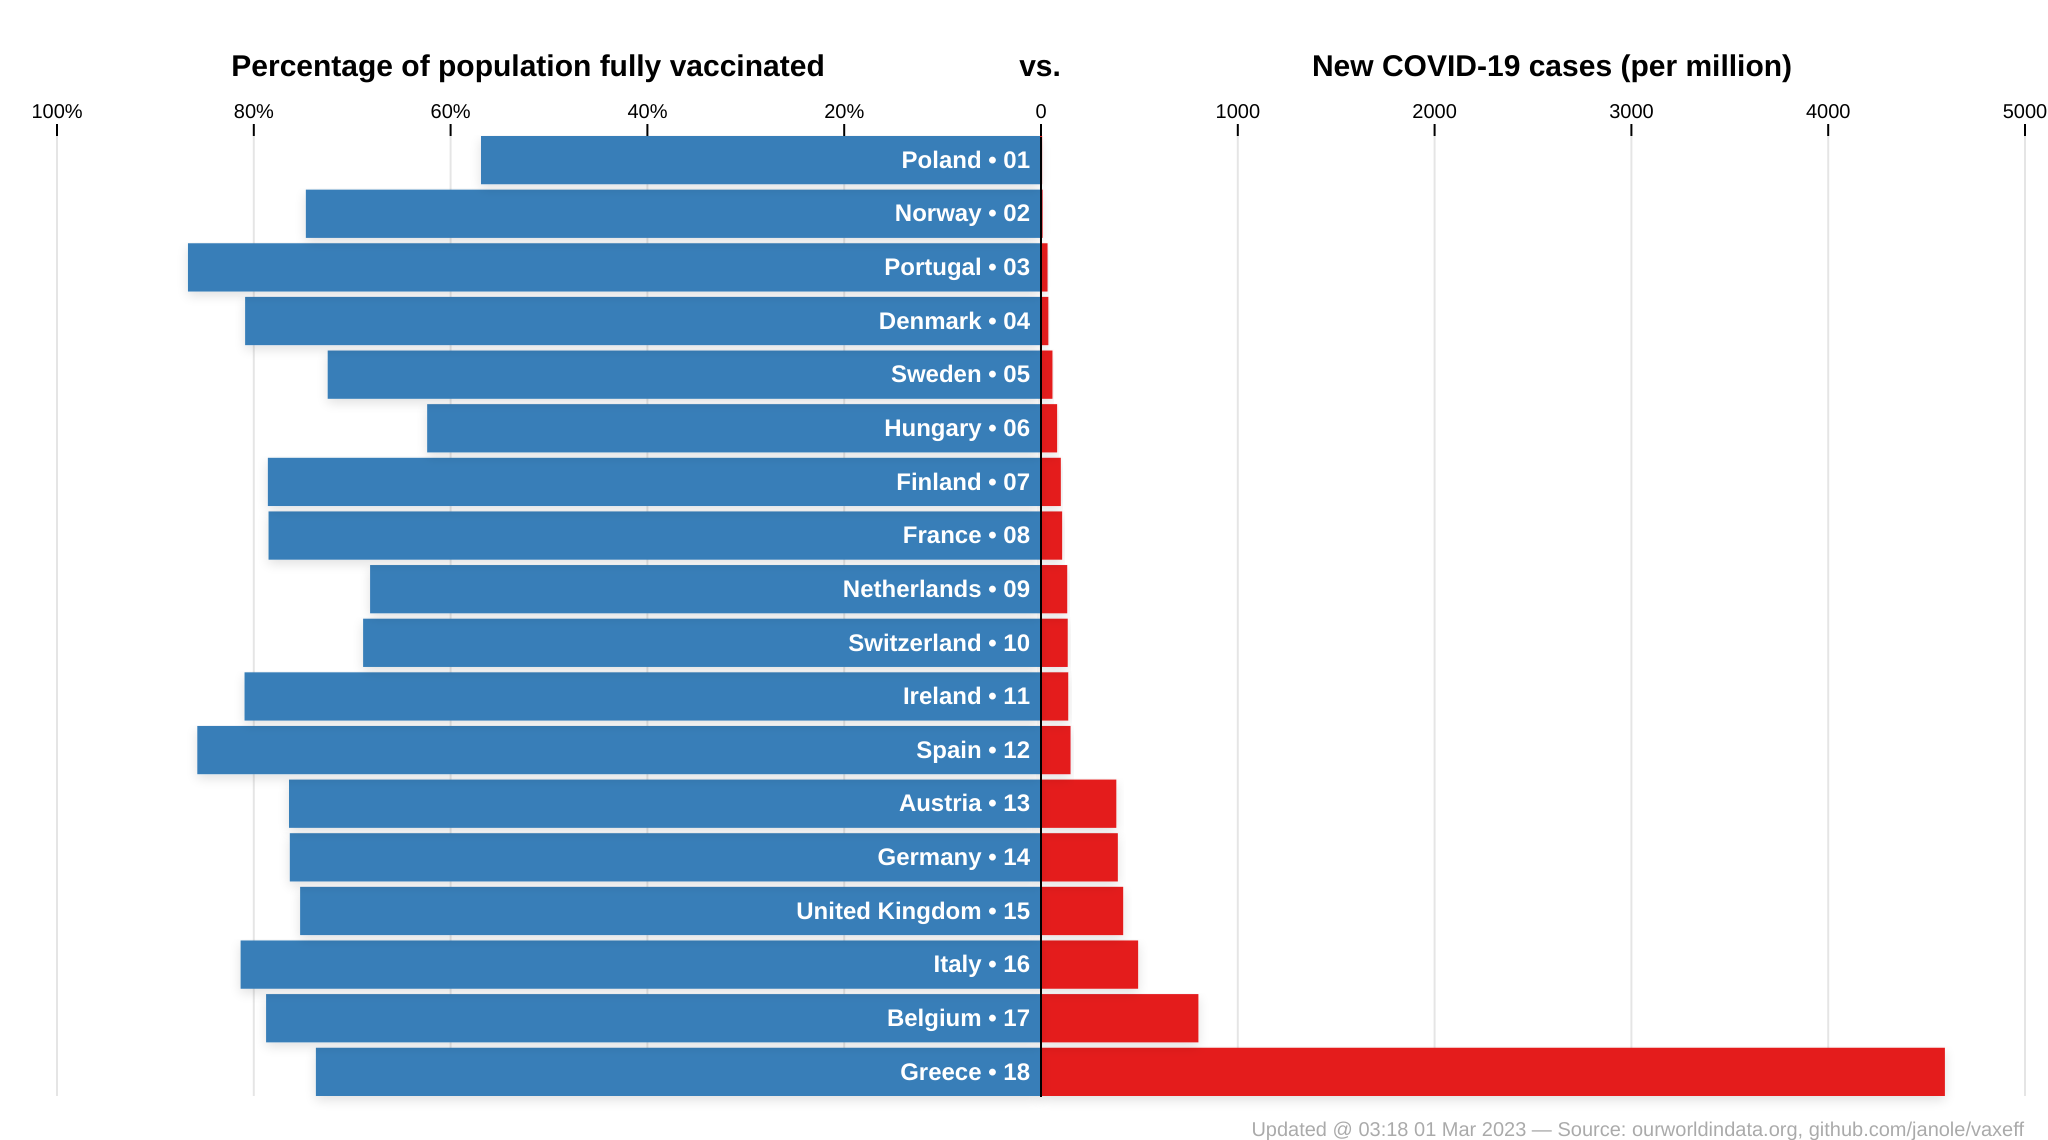 Percentage of population fully vaccinated vs. New COVID-19 cases (per million)
100% 80% 60% 40% 20% 0 1000 2000 3000 4000 5000
Poland • 01
Norway • 02
Portugal • 03
Denmark • 04
Sweden • 05
Hungary • 06
Finland • 07
France • 08
Netherlands • 09
Switzerland • 10
Ireland • 11
Spain • 12
Austria • 13
Germany • 14
United Kingdom • 15
Italy • 16
Belgium • 17
Greece • 18
Updated @ 03:18 01 Mar 2023 — Source: ourworldindata.org, github.com/janole/vaxeff